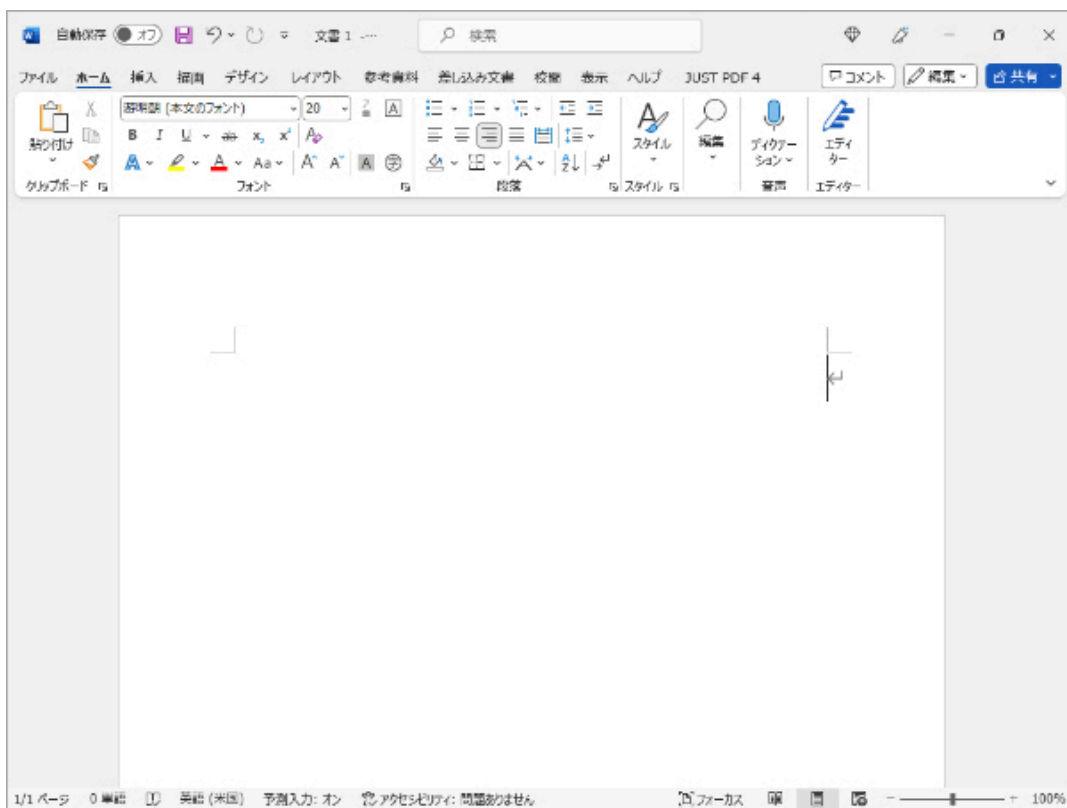 自動保存 オフ 文書 1 -… 検索
ファイル ホーム 挿入 描画 デザイン レイアウト 参考資料 差し込み文書 校閲 表示 ヘルプ JUST PDF 4 コメント 編集 共有
游明朝 (本文のフォント) 20 A
貼り付け B I U ab x, x² A スタイル 編集 ディクテーション エディター
A A Aa A^ A˅ A 字
クリップボード フォント 段落 スタイル 音声 エディター
1/1 ページ 0 単語 英語 (米国) 予測入力: オン アクセシビリティ: 問題ありません フォーカス 100%